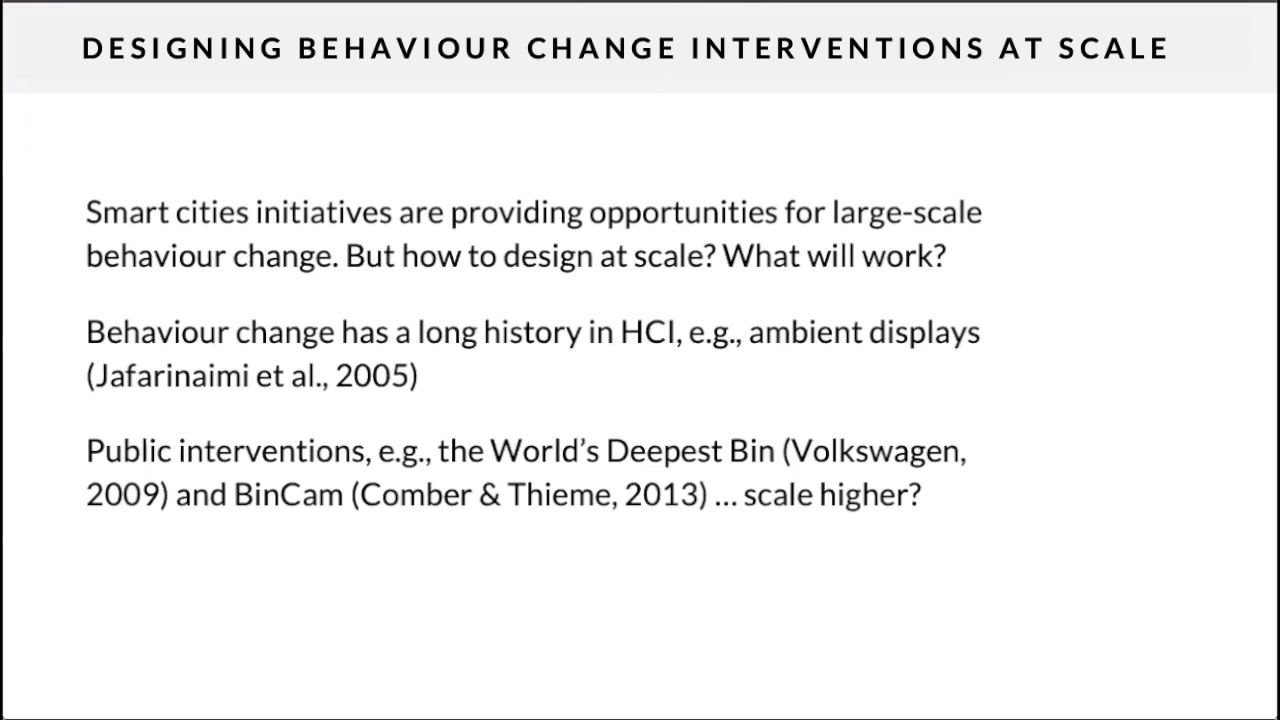 DESIGNING BEHAVIOUR CHANGE INTERVENTIONS AT SCALE
Smart cities initiatives are providing opportunities for large-scale
behaviour change. But how to design at scale? What will work?
Behaviour change has a long history in HCI, e.g., ambient displays
(Jafarinaimi et al., 2005)
Public interventions, e.g., the World’s Deepest Bin (Volkswagen,
2009) and BinCam (Comber & Thieme, 2013) … scale higher?